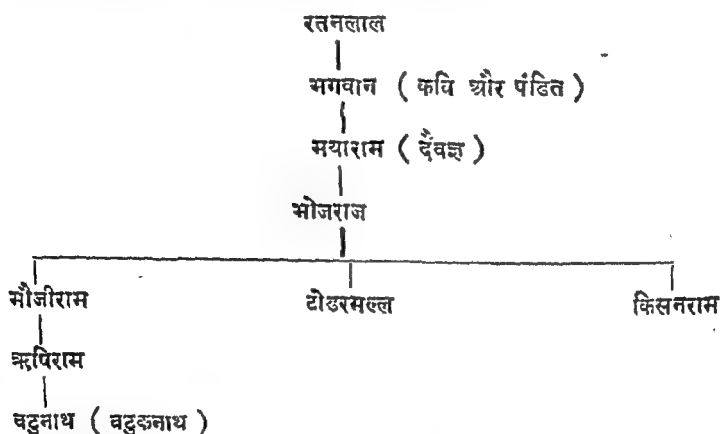 रतनलाल
भगवान ( कवि और पंडित )
मयाराम ( दैवज्ञ )
भोजराज
मौजीराम टोडरमल्ल किसनराम
ऋषिराम
वटुनाथ ( वटुकनाथ )